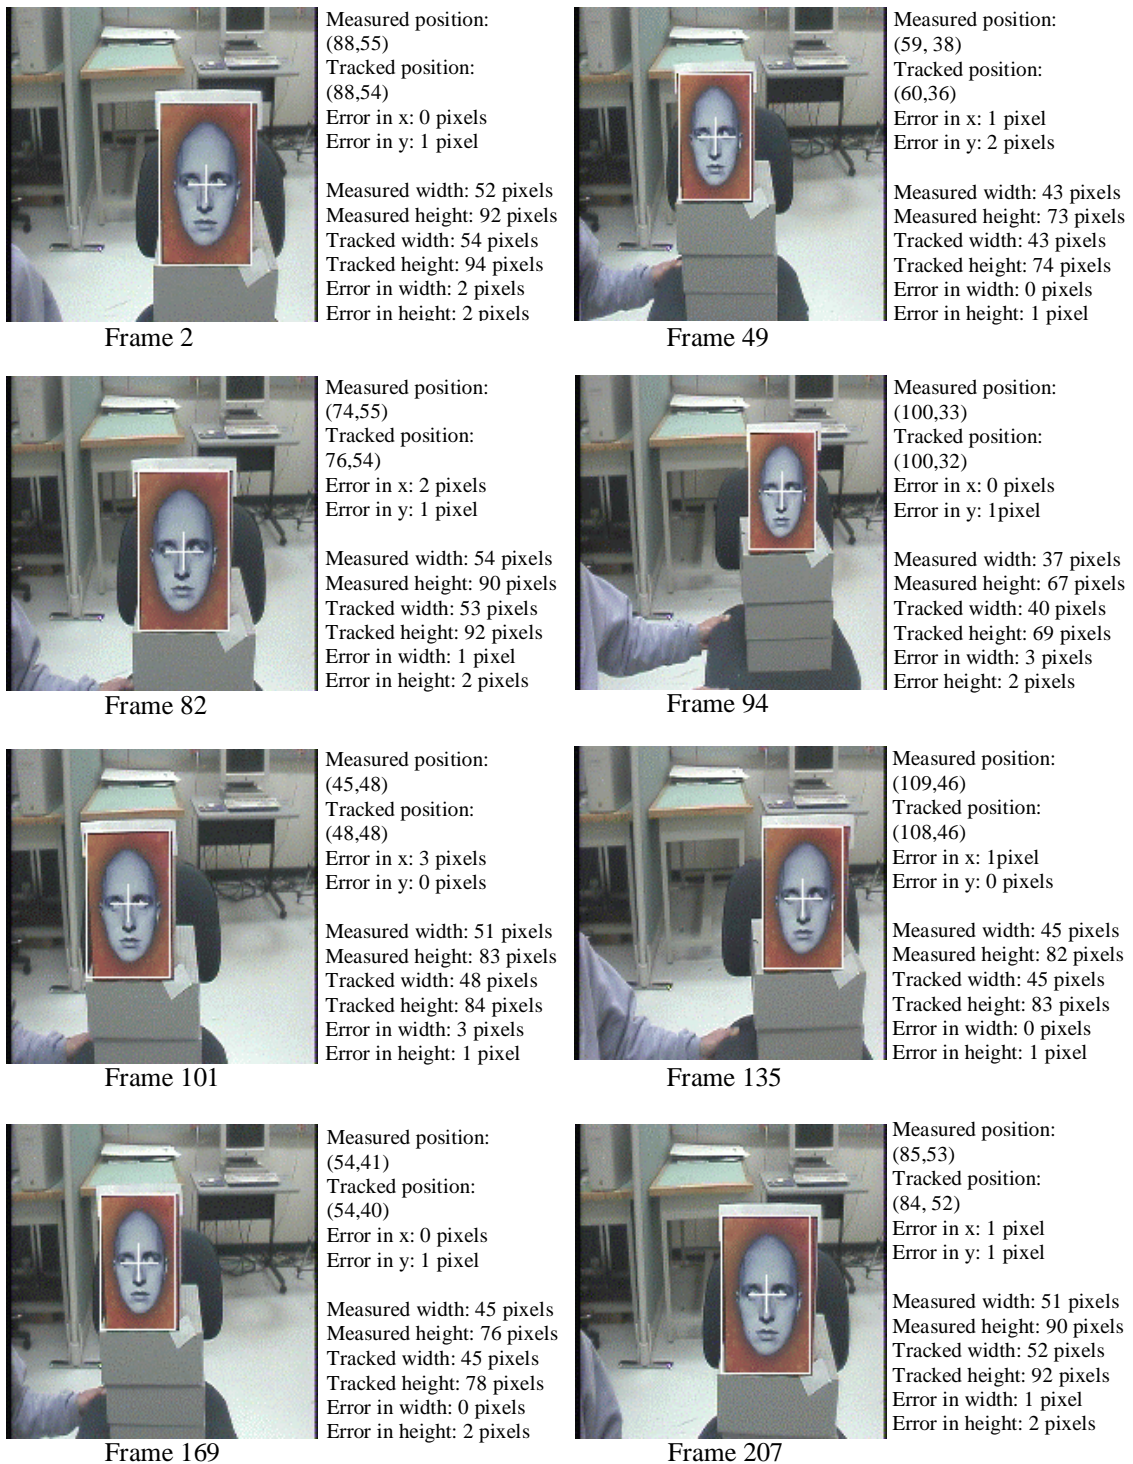 Measured position:
(88,55)
Tracked position:
(88,54)
Error in x: 0 pixels
Error in y: 1 pixel
Measured width: 52 pixels
Measured height: 92 pixels
Tracked width: 54 pixels
Tracked height: 94 pixels
Error in width: 2 pixels
Error in height: 2 pixels
Frame 2
Measured position:
(59, 38)
Tracked position:
(60,36)
Error in x: 1 pixel
Error in y: 2 pixels
Measured width: 43 pixels
Measured height: 73 pixels
Tracked width: 43 pixels
Tracked height: 74 pixels
Error in width: 0 pixels
Error in height: 1 pixel
Frame 49
Measured position:
(74,55)
Tracked position:
76,54)
Error in x: 2 pixels
Error in y: 1 pixel
Measured width: 54 pixels
Measured height: 90 pixels
Tracked width: 53 pixels
Tracked height: 92 pixels
Error in width: 1 pixel
Error in height: 2 pixels
Frame 82
Measured position:
(100,33)
Tracked position:
(100,32)
Error in x: 0 pixels
Error in y: 1pixel
Measured width: 37 pixels
Measured height: 67 pixels
Tracked width: 40 pixels
Tracked height: 69 pixels
Error in width: 3 pixels
Error height: 2 pixels
Frame 94
Measured position:
(45,48)
Tracked position:
(48,48)
Error in x: 3 pixels
Error in y: 0 pixels
Measured width: 51 pixels
Measured height: 83 pixels
Tracked width: 48 pixels
Tracked height: 84 pixels
Error in width: 3 pixels
Error in height: 1 pixel
Frame 101
Measured position:
(109,46)
Tracked position:
(108,46)
Error in x: 1pixel
Error in y: 0 pixels
Measured width: 45 pixels
Measured height: 82 pixels
Tracked width: 45 pixels
Tracked height: 83 pixels
Error in width: 0 pixels
Error in height: 1 pixel
Frame 135
Measured position:
(54,41)
Tracked position:
(54,40)
Error in x: 0 pixels
Error in y: 1 pixel
Measured width: 45 pixels
Measured height: 76 pixels
Tracked width: 45 pixels
Tracked height: 78 pixels
Error in width: 0 pixels
Error in height: 2 pixels
Frame 169
Measured position:
(85,53)
Tracked position:
(84, 52)
Error in x: 1 pixel
Error in y: 1 pixel
Measured width: 51 pixels
Measured height: 90 pixels
Tracked width: 52 pixels
Tracked height: 92 pixels
Error in width: 1 pixel
Error in height: 2 pixels
Frame 207